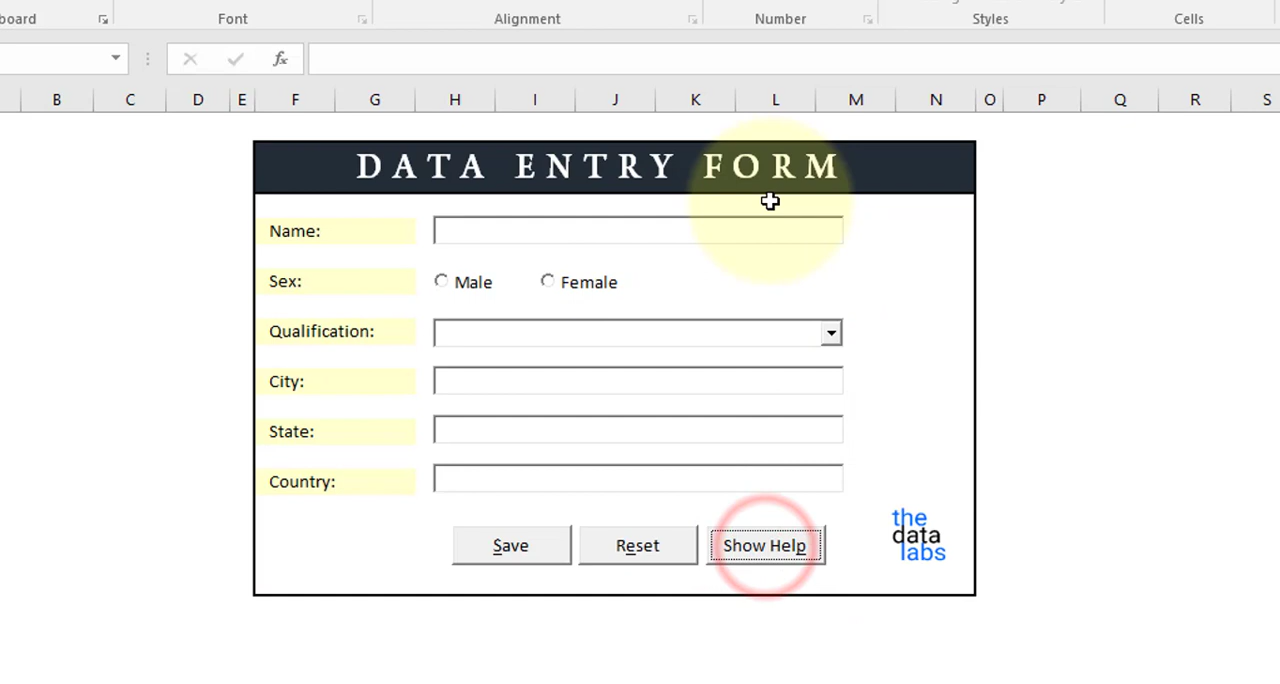 board Font Alignment Number Styles Cells
fx
B C D E F G H I J K L M N O P Q R S
DATA ENTRY FORM
Name:
Sex: Male Female
Qualification:
City:
State:
Country:
Save Reset Show Help
the
data
labs